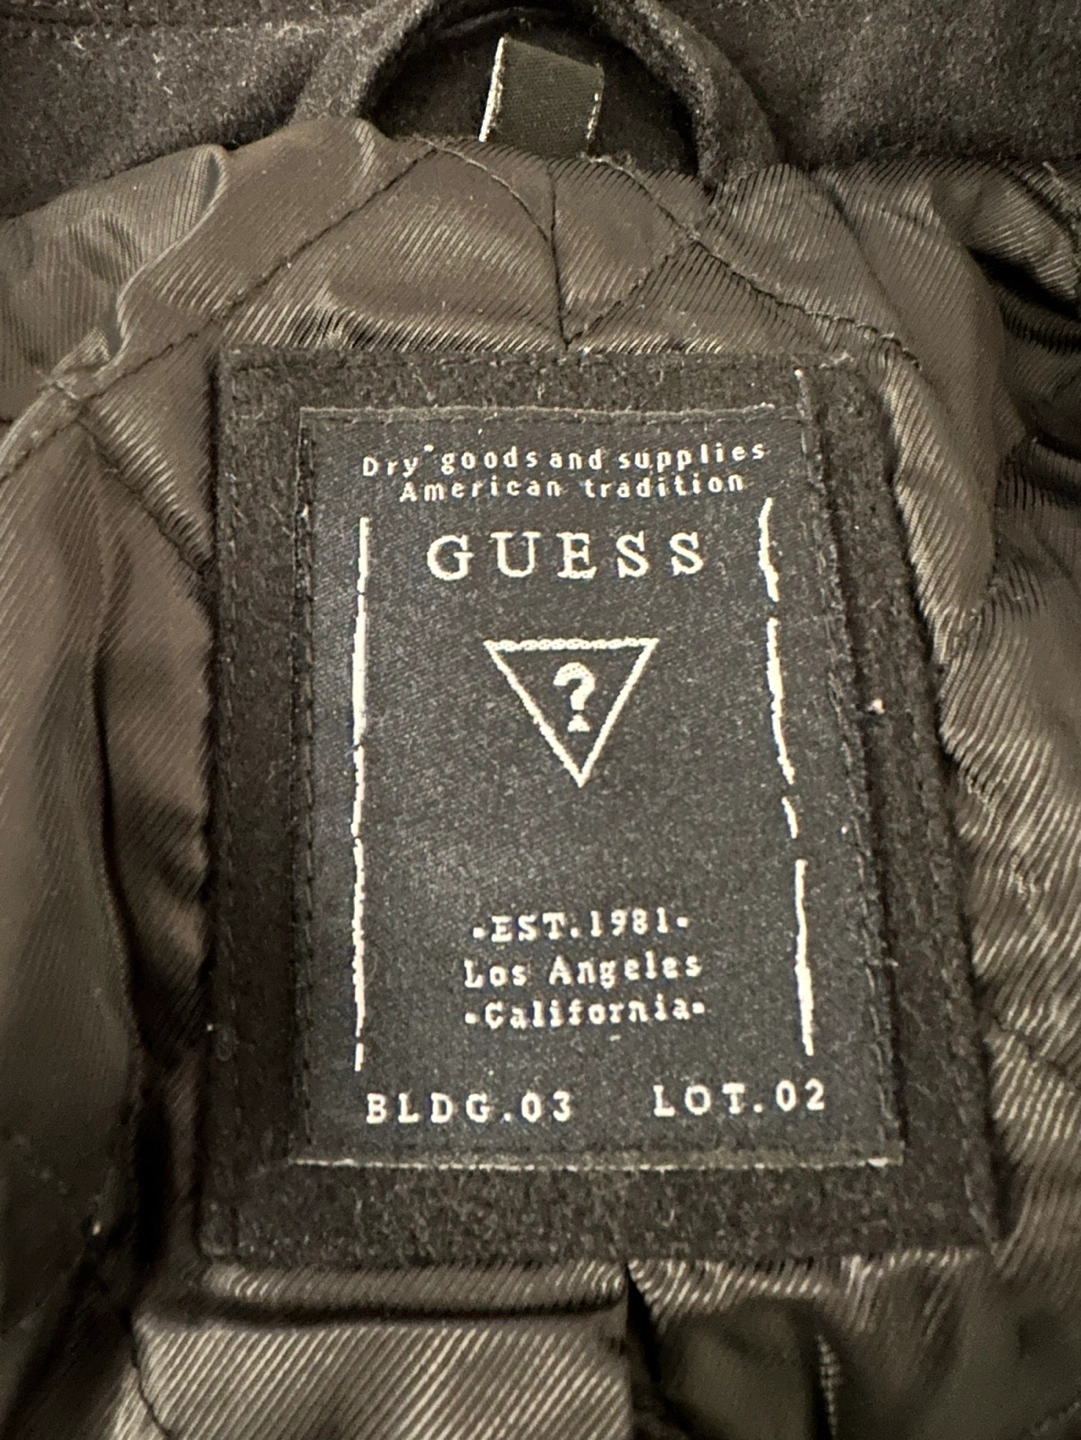 Dry goods and supplies
American tradition
GUESS
?
-EST.1981-
Los Angeles
-California-
BLDG.03 LOT.02